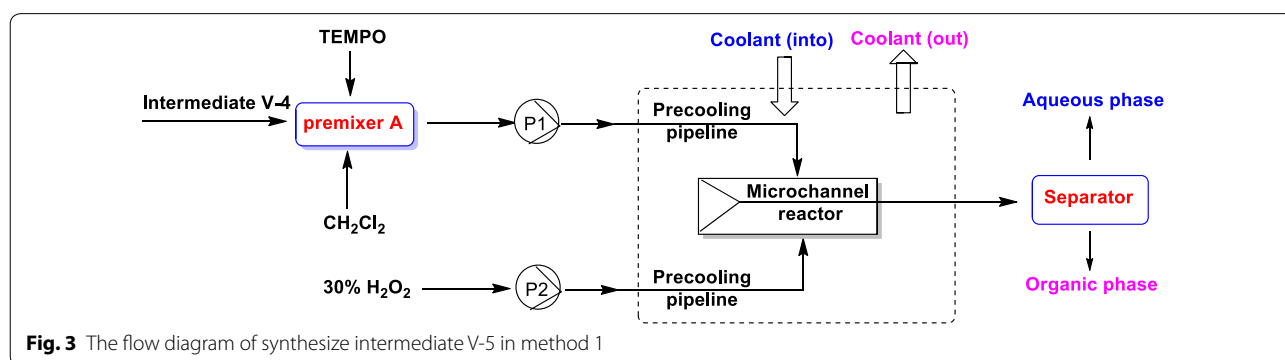 TEMPO
Coolant (into)
Coolant (out)
Intermediate V-4
premixer A
P1
Precooling
pipeline
Aqueous phase
Microchannel
reactor
Separator
CH₂Cl₂
30% H₂O₂
P2
Precooling
pipeline
Organic phase
Fig. 3 The flow diagram of synthesize intermediate V-5 in method 1